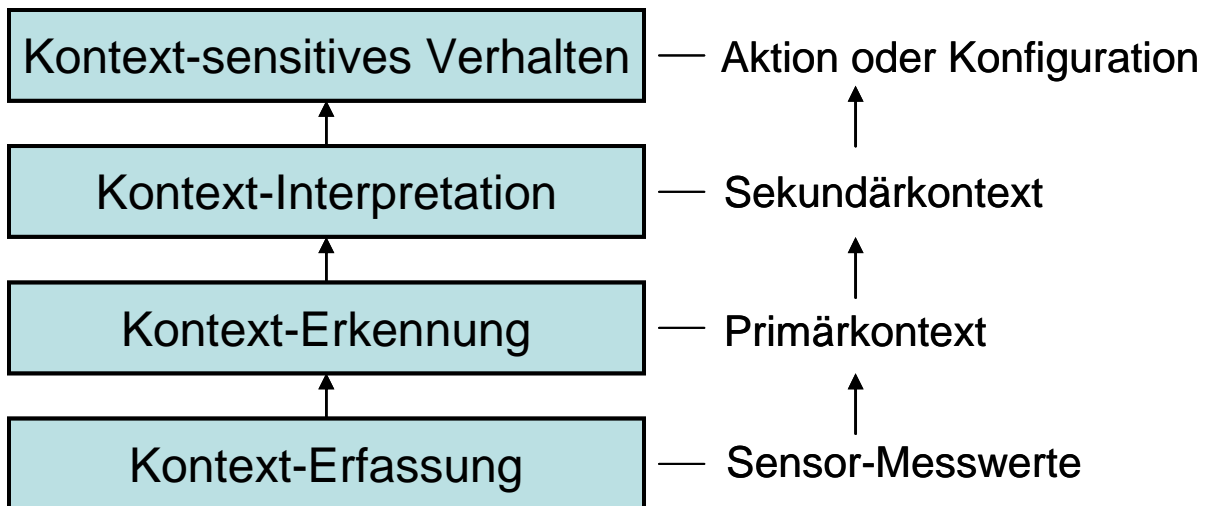 Kontext-sensitives Verhalten
Aktion oder Konfiguration
Kontext-Interpretation
Sekundärkontext
Kontext-Erkennung
Primärkontext
Kontext-Erfassung
Sensor-Messwerte